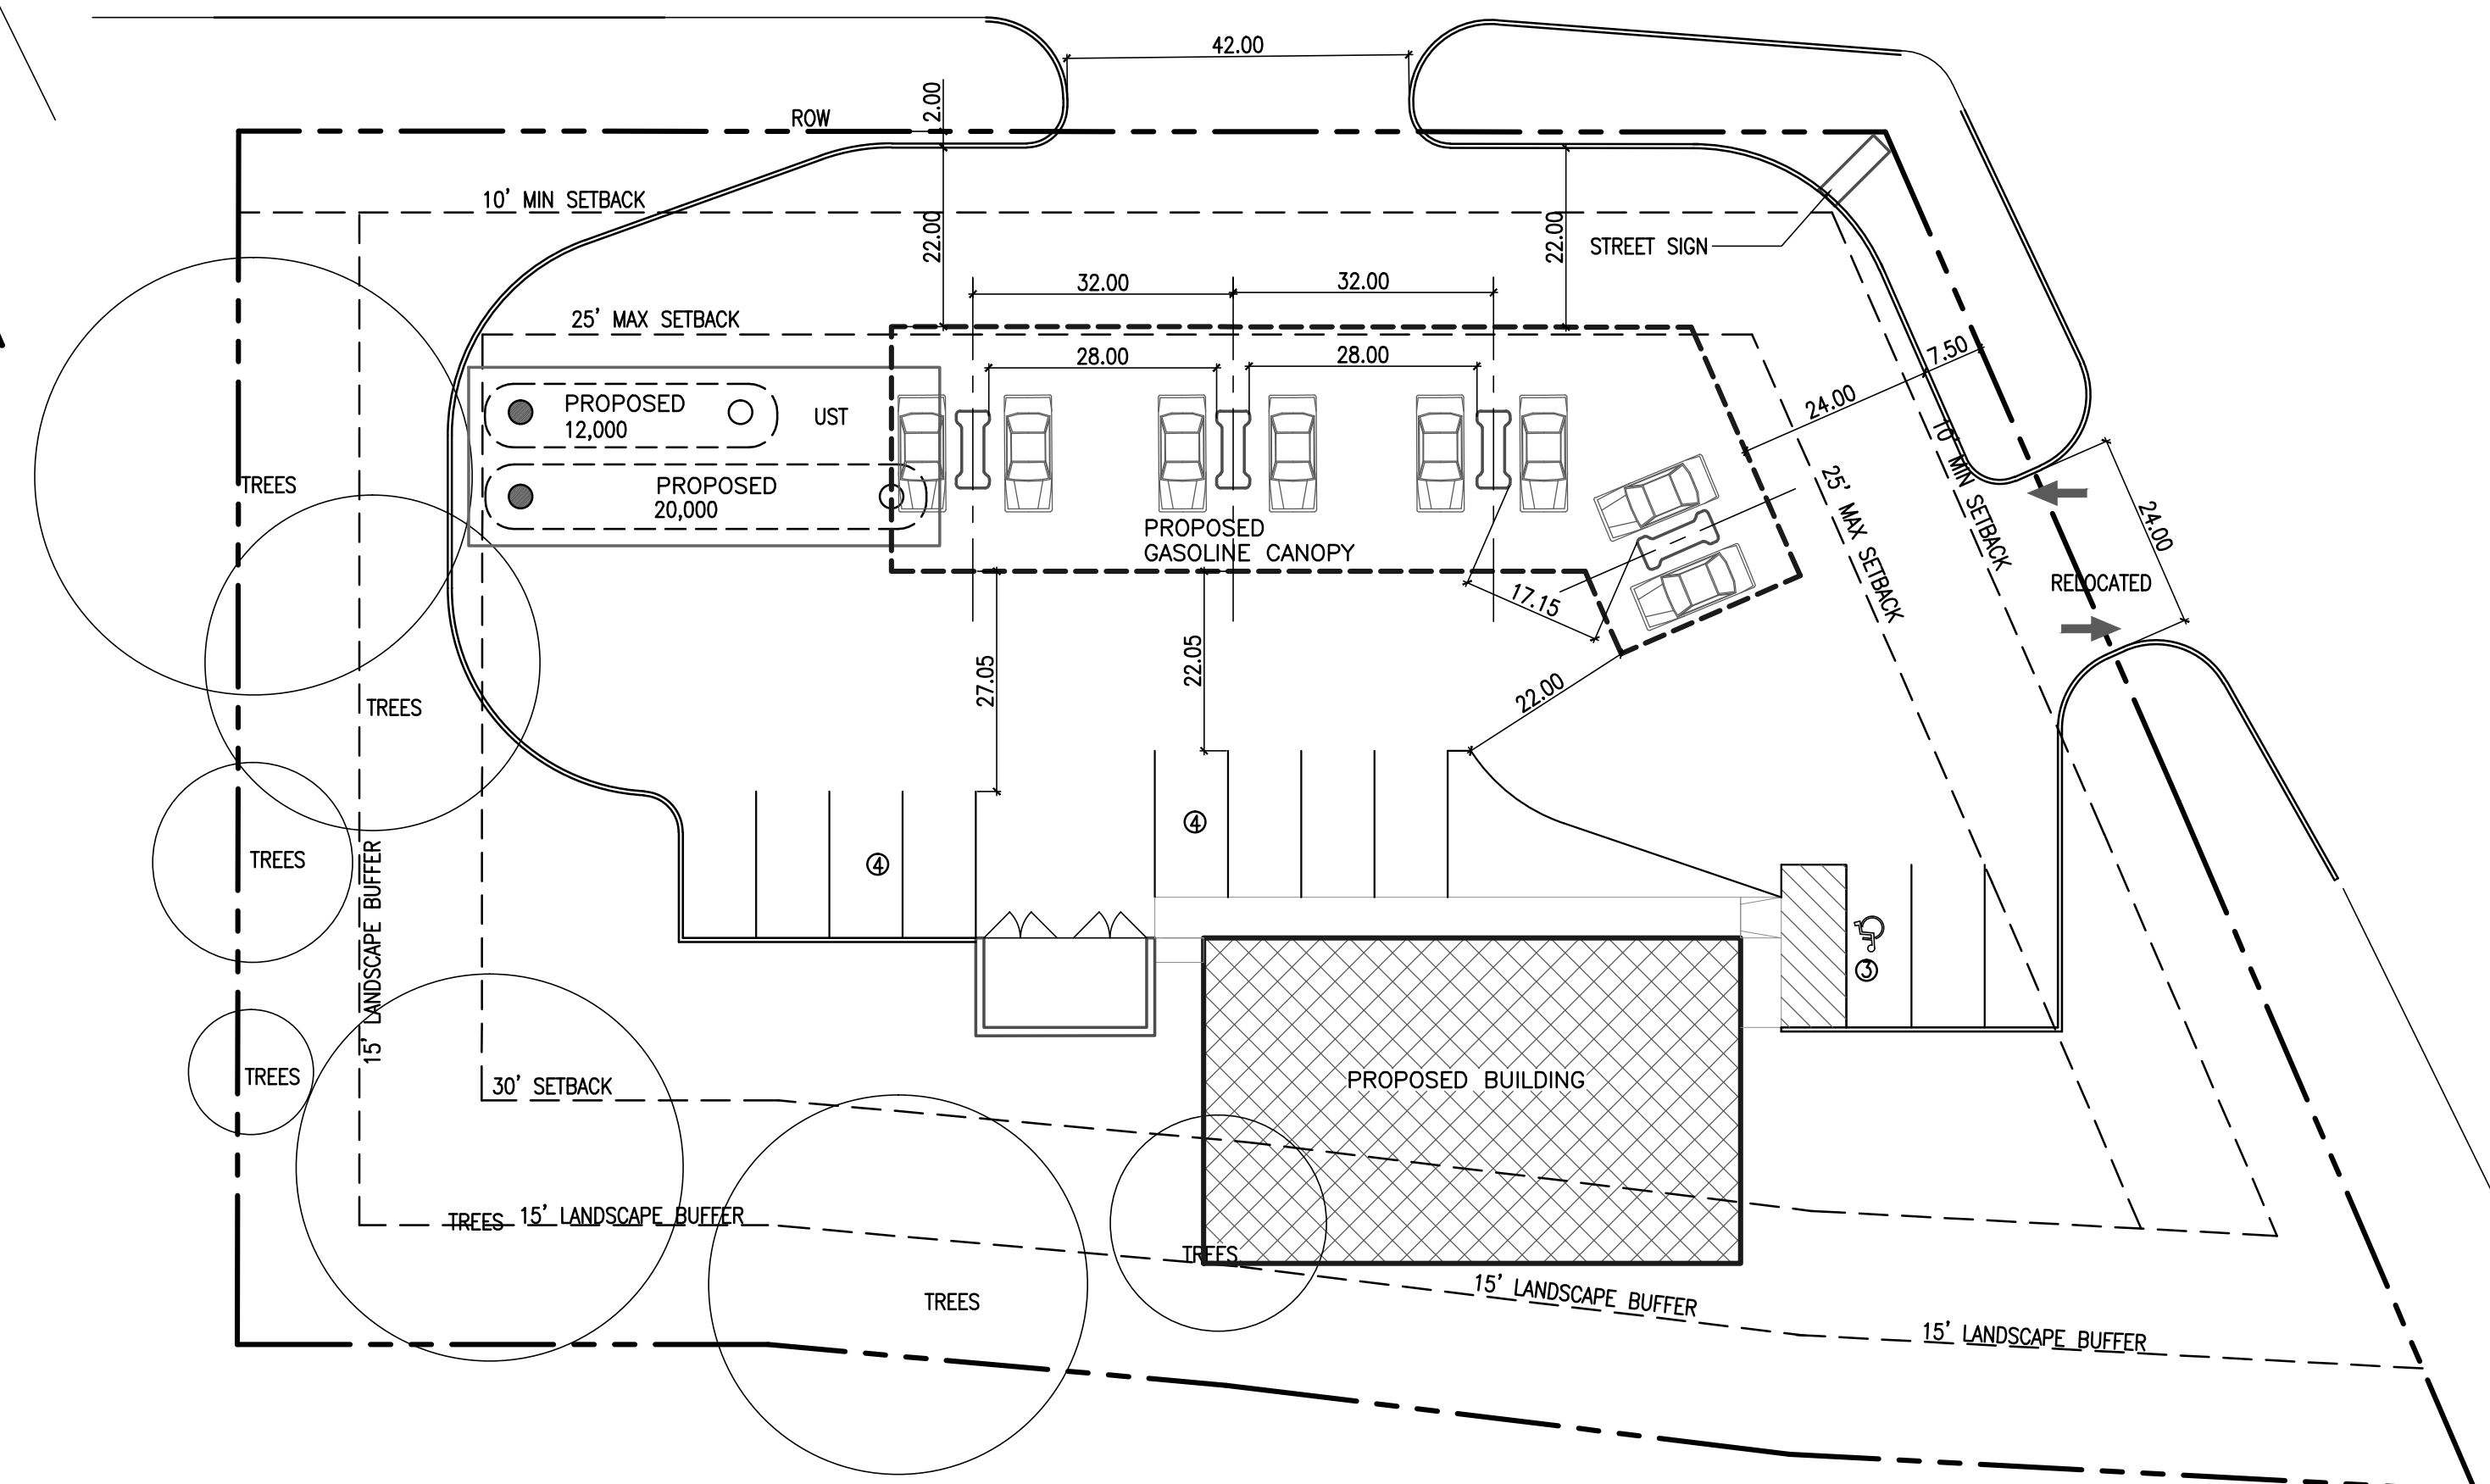 42.00
2.00
ROW
10' MIN SETBACK
22.00
22.00
STREET SIGN
32.00
32.00
25' MAX SETBACK
28.00
28.00
7.50
24.00
PROPOSED
12,000
UST
10' MIN SETBACK
25' MAX SETBACK
TREES
PROPOSED
20,000
PROPOSED
GASOLINE CANOPY
24.00
RELOCATED
17.15
27.05
22.05
22.00
TREES
4
4
TREES
15' LANDSCAPE BUFFER
3
TREES
30' SETBACK
PROPOSED BUILDING
TREES
15' LANDSCAPE BUFFER
TREES
TREES
15' LANDSCAPE BUFFER
15' LANDSCAPE BUFFER